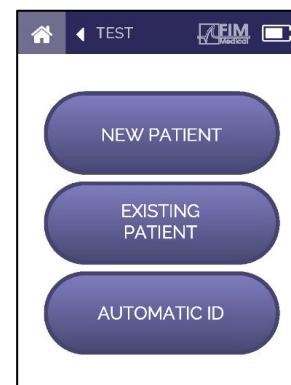 TEST
FIM
Medical
NEW PATIENT
EXISTING
PATIENT
AUTOMATIC ID